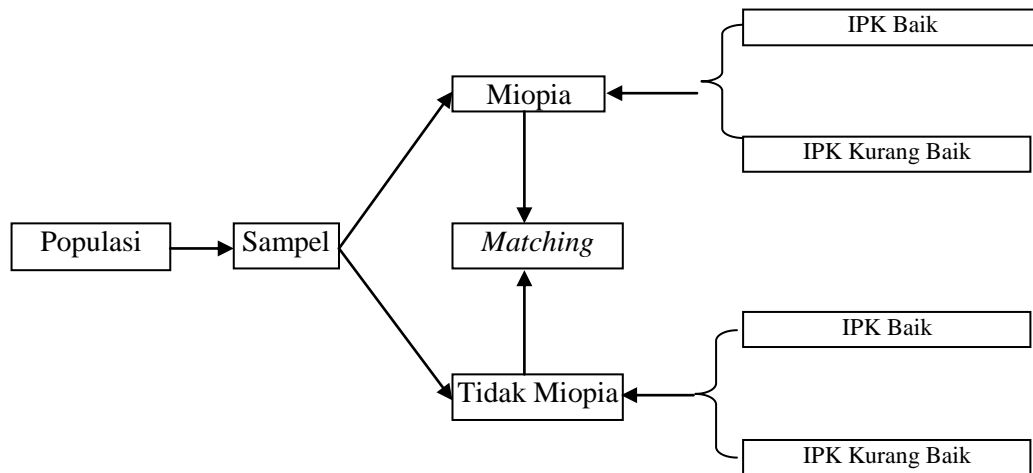 IPK Baik
Miopia
IPK Kurang Baik
Populasi
Sampel
Matching
IPK Baik
Tidak Miopia
IPK Kurang Baik